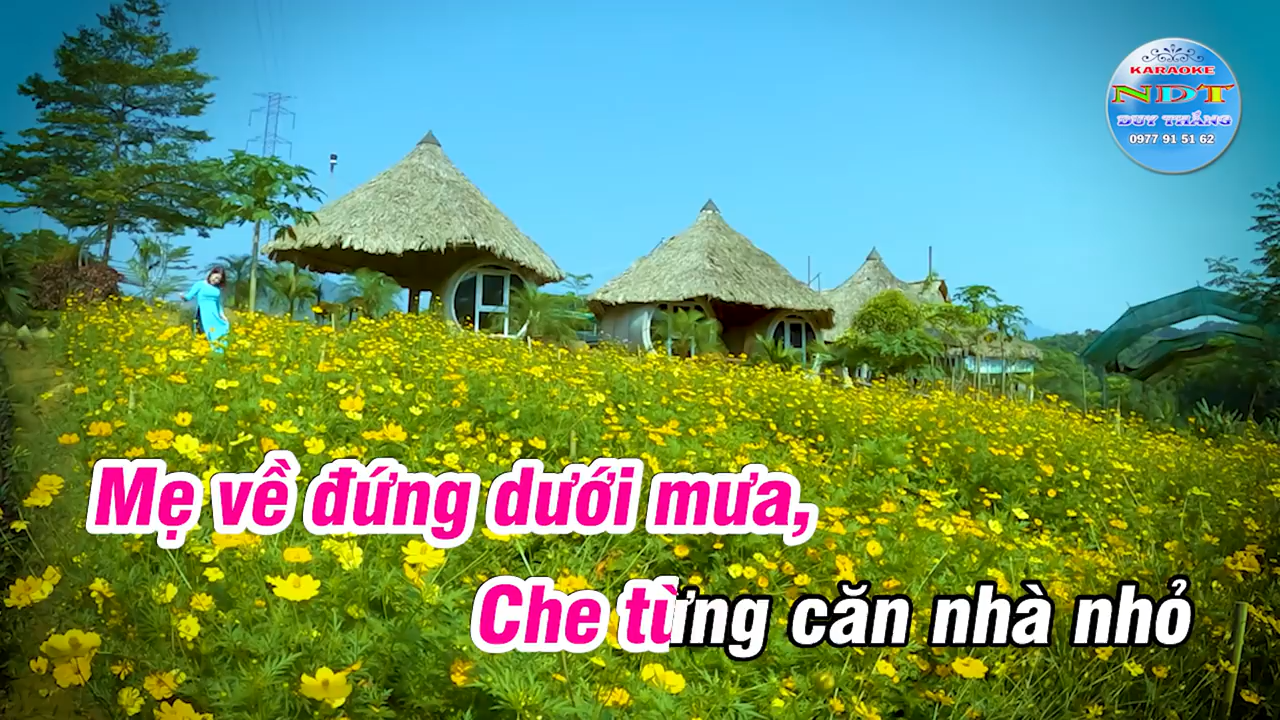 KARAOKE
NDT
DUY THẮNG
0977 91 51 62
Mẹ về đứng dưới mưa,
Che từng căn nhà nhỏ